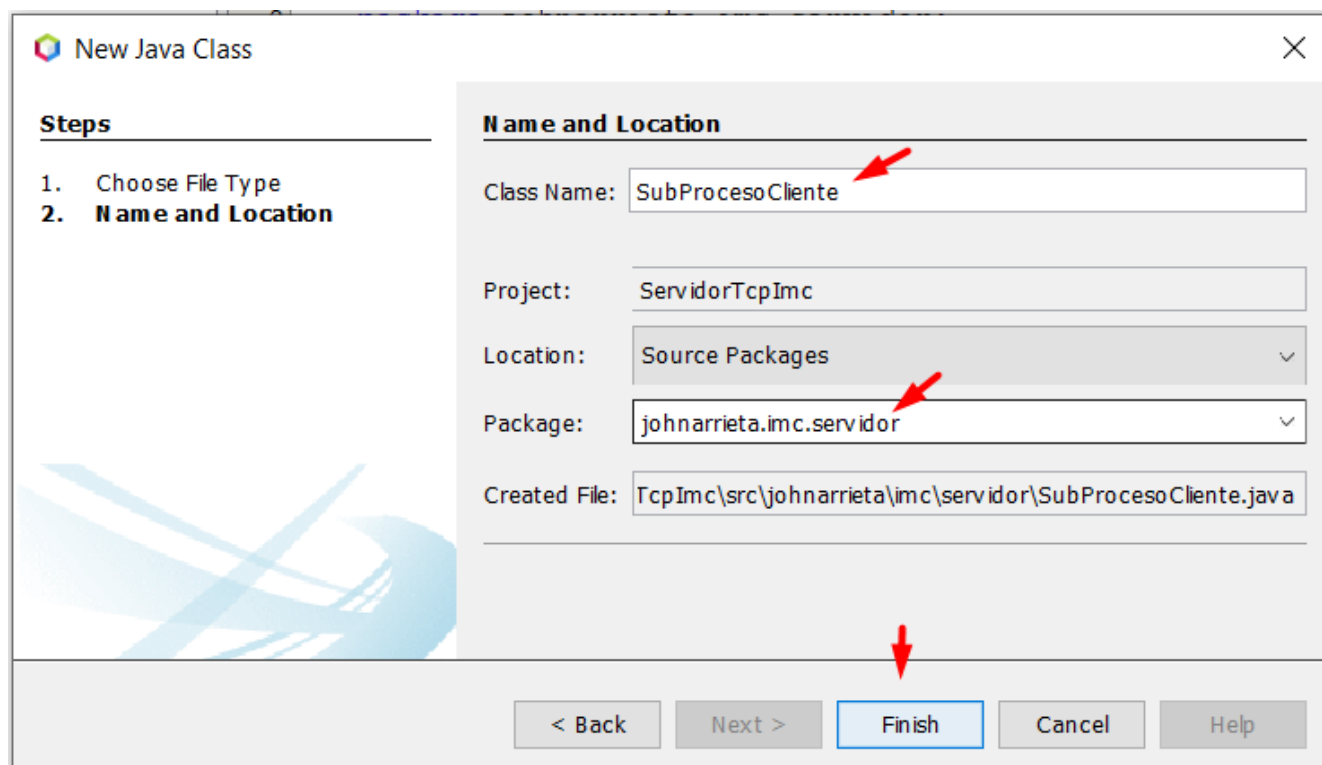 New Java Class
Steps
1. Choose File Type
2. Name and Location
Name and Location
Class Name: SubProcesoCliente
Project: ServidorTcpImc
Location: Source Packages
Package: johnarrieta.imc.servidor
Created File: TcpImc\src\johnarrieta\imc\servidor\SubProcesoCliente.java
< Back Next > Finish Cancel Help